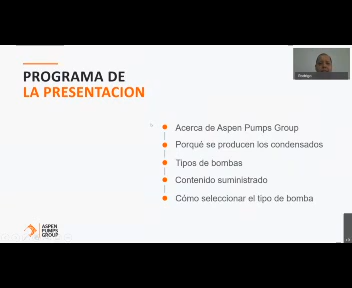 PROGRAMA DE
LA PRESENTACION
Rodrigo
Acerca de Aspen Pumps Group
Porqué se producen los condensados
Tipos de bombas
Contenido suministrado
Cómo seleccionar el tipo de bomba
ASPEN
PUMPS
GROUP